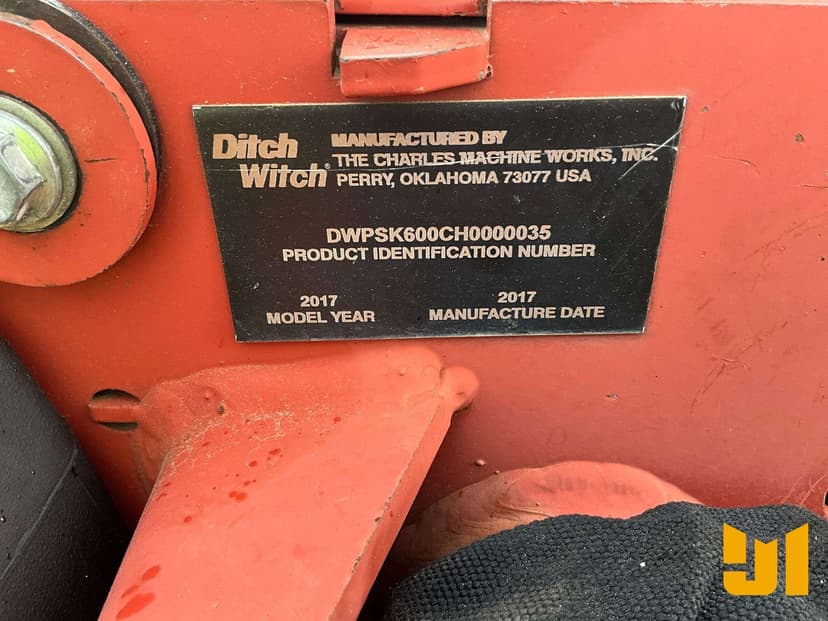 Ditch
Witch®
MANUFACTURED BY
THE CHARLES MACHINE WORKS, INC.
PERRY, OKLAHOMA 73077 USA
DWPSK600CH0000035
PRODUCT IDENTIFICATION NUMBER
2017
MODEL YEAR
2017
MANUFACTURE DATE